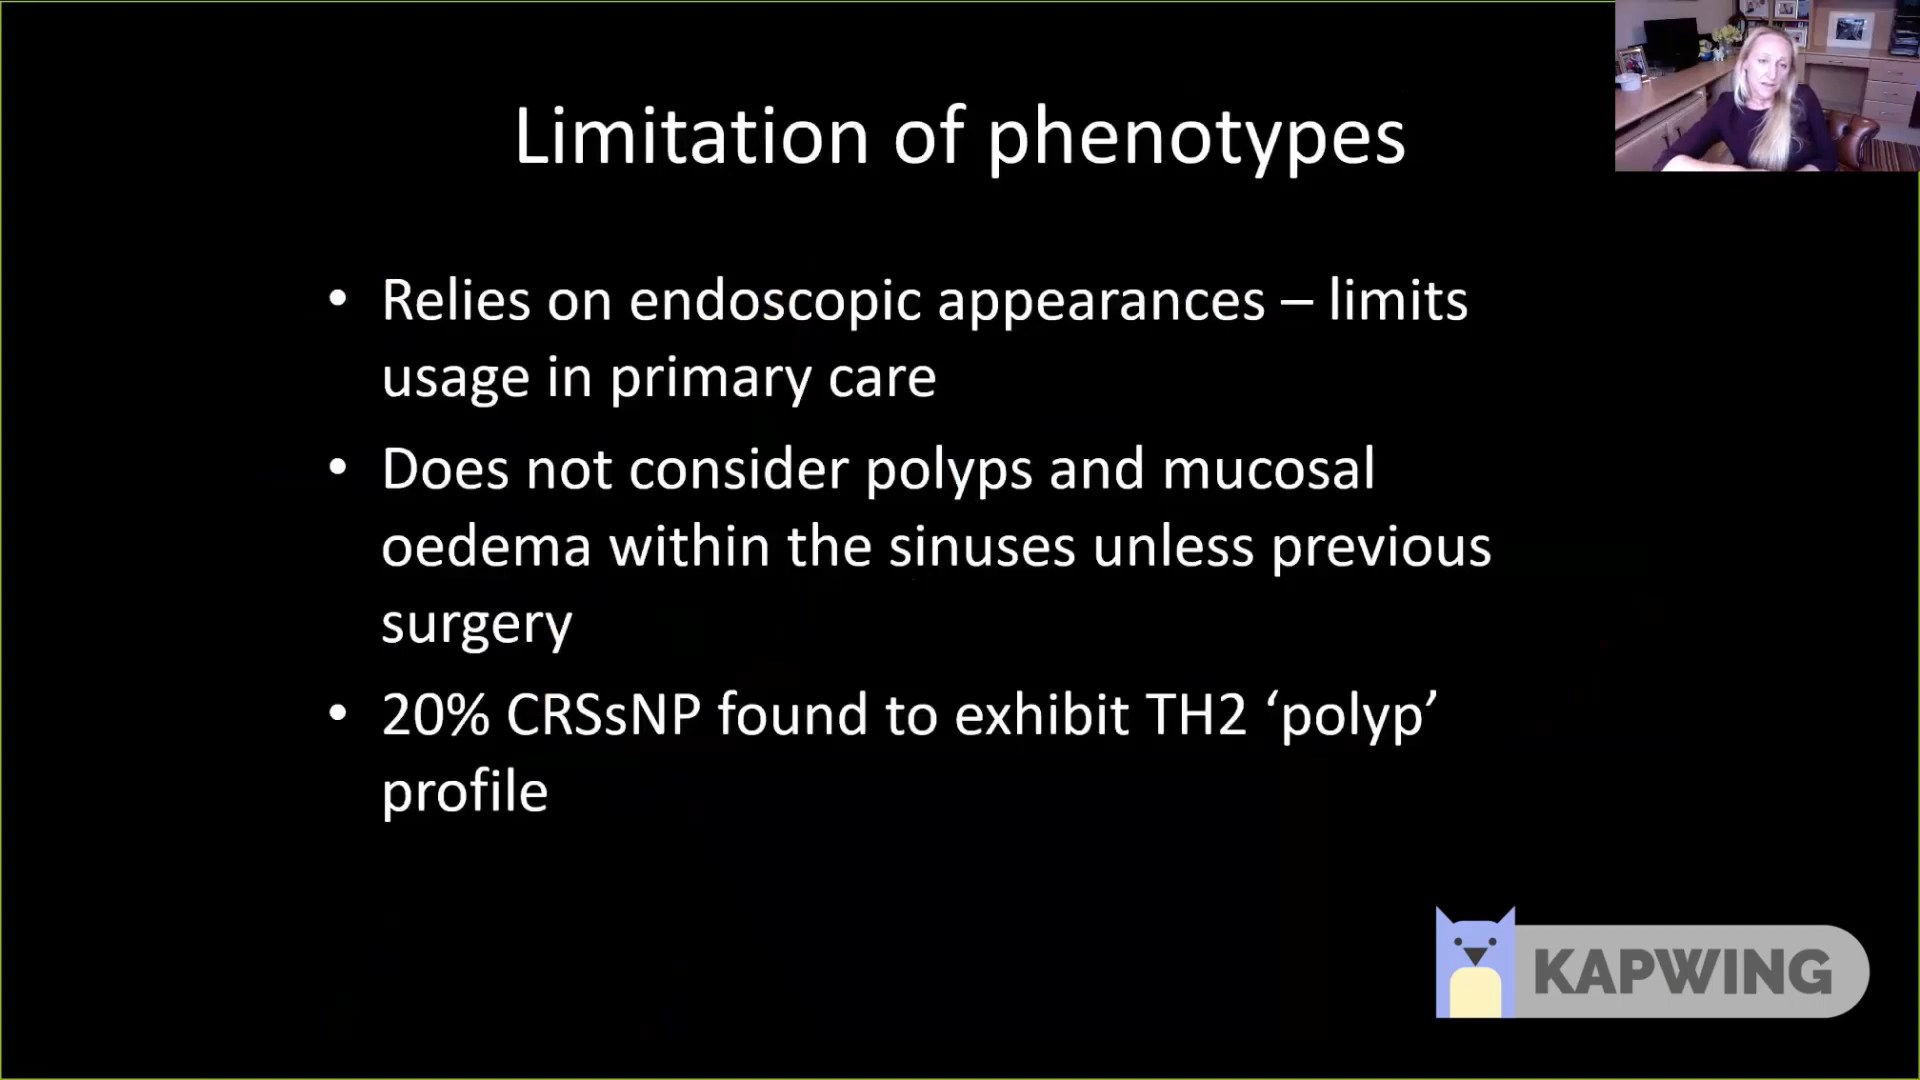 Limitation of phenotypes
• Relies on endoscopic appearances – limits
usage in primary care
• Does not consider polyps and mucosal
oedema within the sinuses unless previous
surgery
• 20% CRSsNP found to exhibit TH2 ‘polyp’
profile
KAPWING